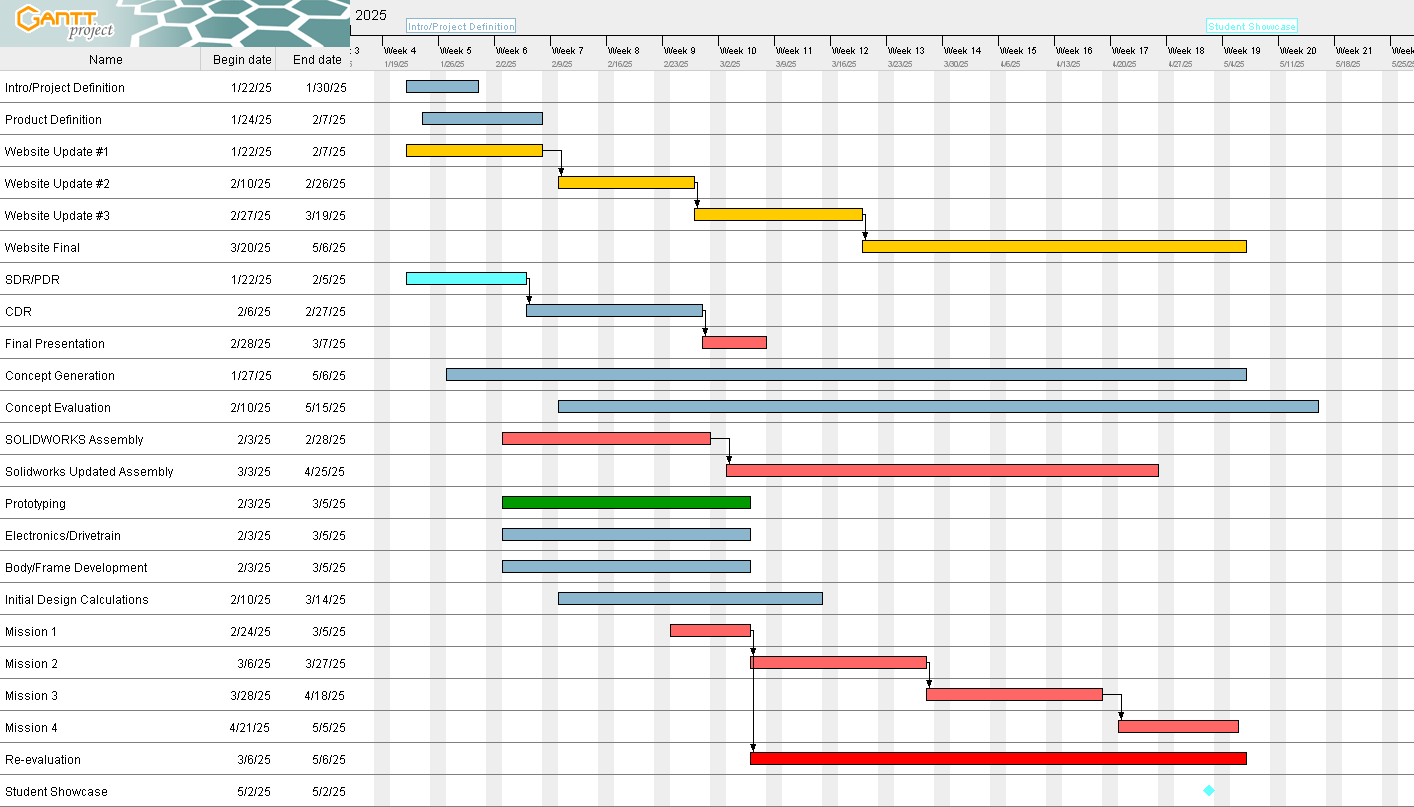 GANTT project
2025
Intro/Project Definition
Student Showcase
Name Begin date End date
3 Week 4 Week 5 Week 6 Week 7 Week 8 Week 9 Week 10 Week 11 Week 12 Week 13 Week 14 Week 15 Week 16 Week 17 Week 18 Week 19 Week 20 Week 21 Week
1/19/25 1/26/25 2/2/25 2/9/25 2/16/25 2/23/25 3/2/25 3/9/25 3/16/25 3/23/25 3/30/25 4/6/25 4/13/25 4/20/25 4/27/25 5/4/25 5/11/25 5/18/25 5/25/25
Intro/Project Definition 1/22/25 1/30/25
Product Definition 1/24/25 2/7/25
Website Update #1 1/22/25 2/7/25
Website Update #2 2/10/25 2/26/25
Website Update #3 2/27/25 3/19/25
Website Final 3/20/25 5/6/25
SDR/PDR 1/22/25 2/5/25
CDR 2/6/25 2/27/25
Final Presentation 2/28/25 3/7/25
Concept Generation 1/27/25 5/6/25
Concept Evaluation 2/10/25 5/15/25
SOLIDWORKS Assembly 2/3/25 2/28/25
Solidworks Updated Assembly 3/3/25 4/25/25
Prototyping 2/3/25 3/5/25
Electronics/Drivetrain 2/3/25 3/5/25
Body/Frame Development 2/3/25 3/5/25
Initial Design Calculations 2/10/25 3/14/25
Mission 1 2/24/25 3/5/25
Mission 2 3/6/25 3/27/25
Mission 3 3/28/25 4/18/25
Mission 4 4/21/25 5/5/25
Re-evaluation 3/6/25 5/6/25
Student Showcase 5/2/25 5/2/25